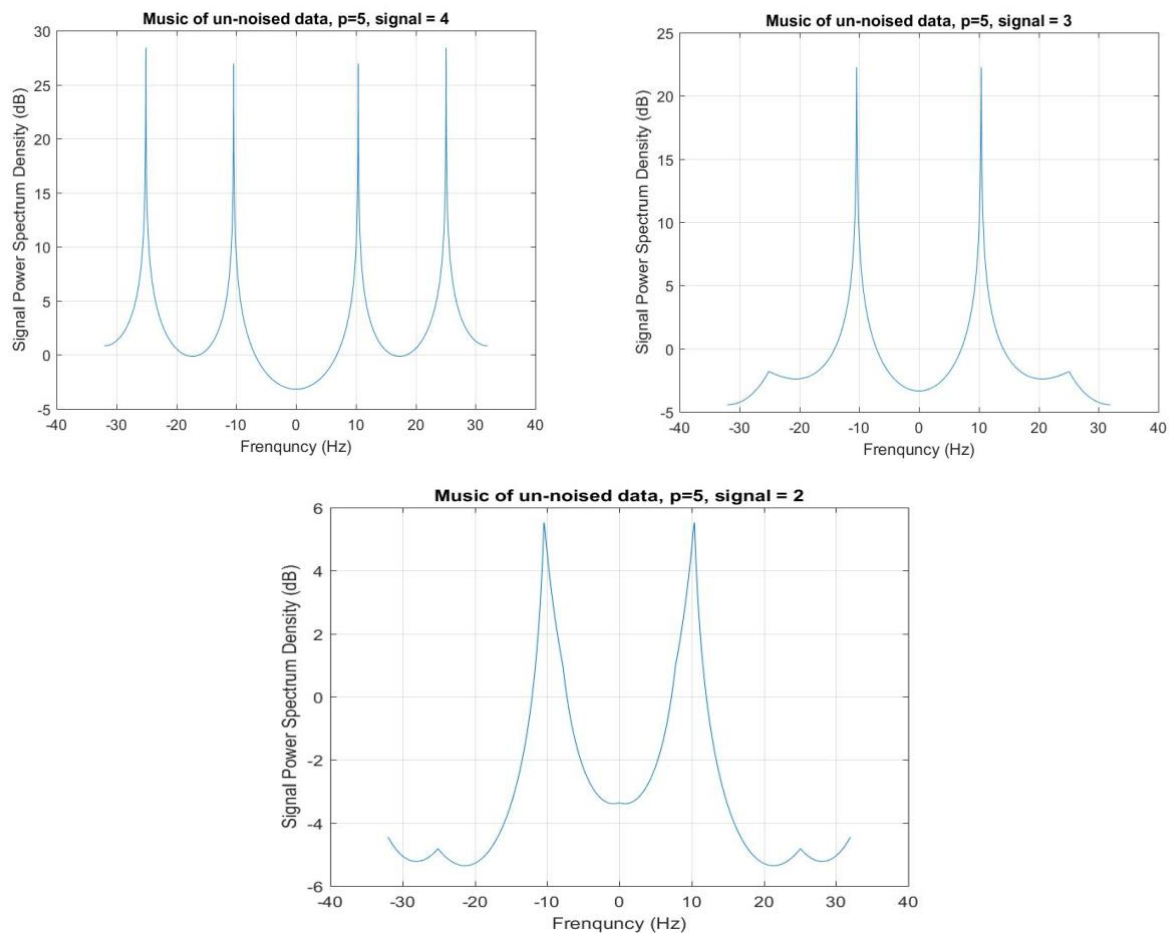 Music of un-noised data, p=5, signal = 4
30
25
20
15
10
5
0
-5
Signal Power Spectrum Density (dB)
-40 -30 -20 -10 0 10 20 30 40
Frequncy (Hz)
Music of un-noised data, p=5, signal = 3
25
20
15
10
5
0
-5
Signal Power Spectrum Density (dB)
-40 -30 -20 -10 0 10 20 30 40
Frequncy (Hz)
Music of un-noised data, p=5, signal = 2
6
4
2
0
-2
-4
-6
Signal Power Spectrum Density (dB)
-40 -30 -20 -10 0 10 20 30 40
Frenquncy (Hz)